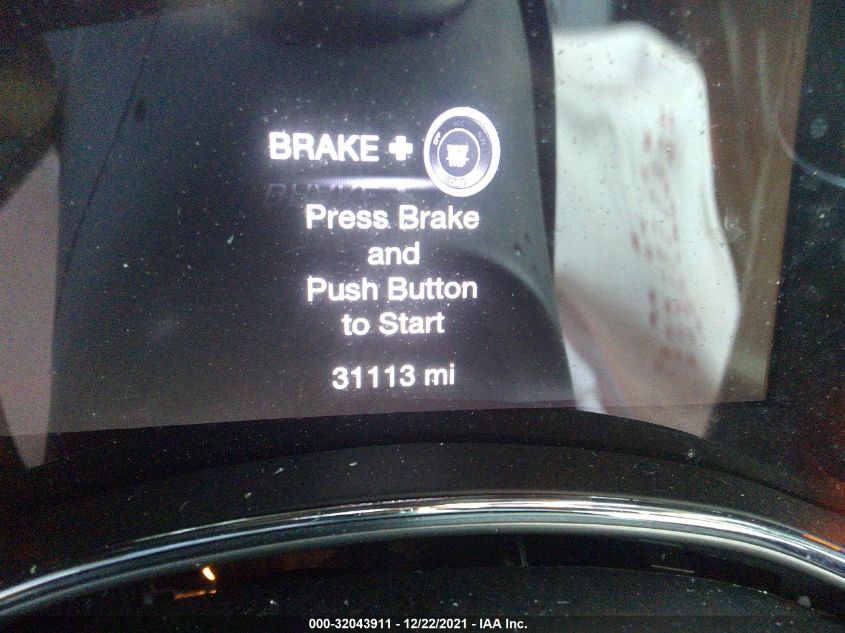 BRAKE +
Press Brake
and
Push Button
to Start
31113 mi
000-32043911 - 12/22/2021 - IAA Inc.